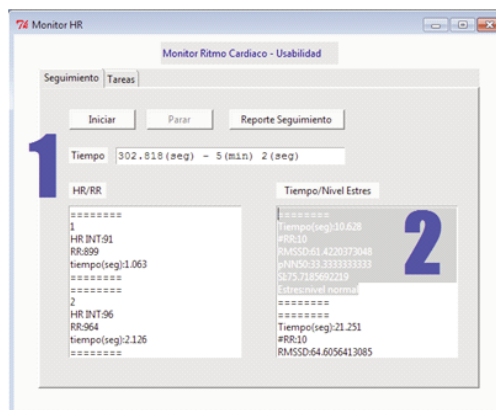 Monitor HR
Monitor Ritmo Cardiaco - Usabilidad
Seguimiento Tareas
Iniciar Parar Reporte Seguimiento
1
Tiempo 302.818(seg) - 5(min) 2(seg)
HR/RR
========
1
HR INT:91
RR:899
tiempo(seg):1.063
========
========
2
HR INT:96
RR:964
tiempo(seg):2.126
========
Tiempo/Nivel Estres
2
========
Tiempo(seg):10.628
#RR:10
RMSSD:61.4220373048
pNN50:33.3333333333
SI:75.7185692219
Estres:nivel normal
========
========
Tiempo(seg):21.251
#RR:10
RMSSD:64.6056413085